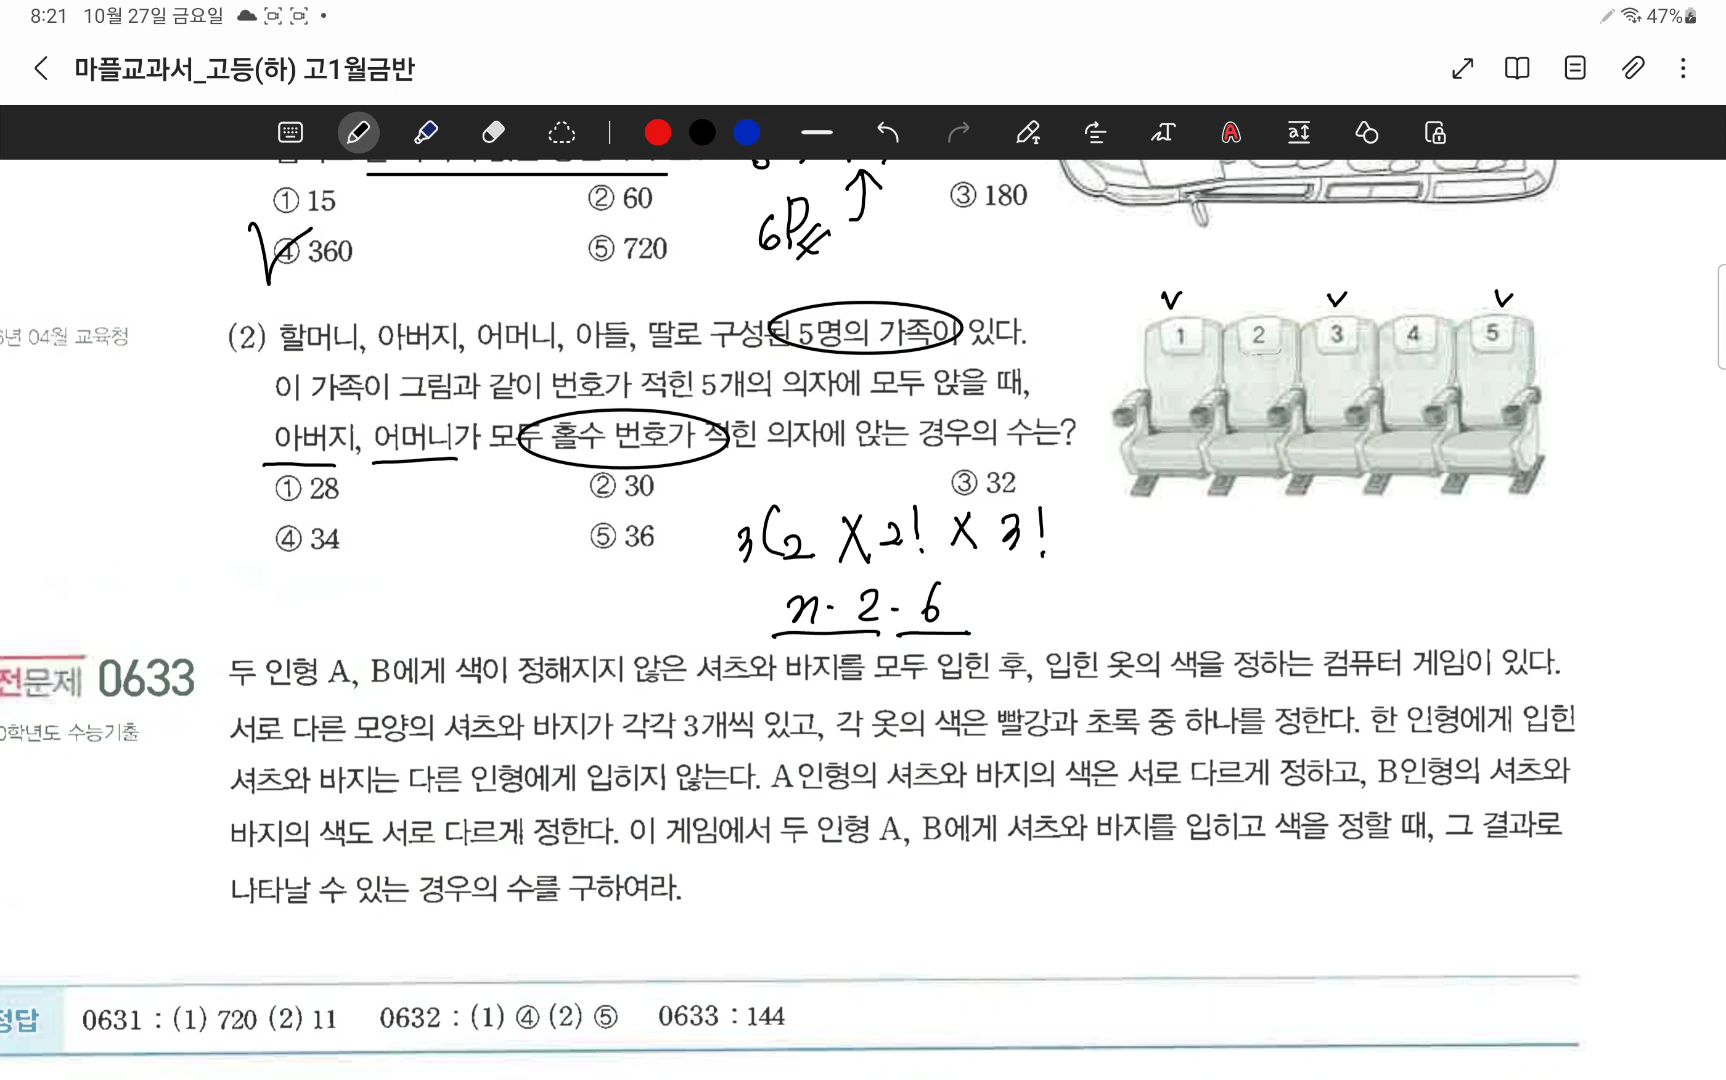 8:21 10월 27일 금요일
47%
마플교과서_고등(하) 고1월금반
① 15
② 60
③ 180
④ 360
⑤ 720
6P
년 04월 교육청
(2) 할머니, 아버지, 어머니, 아들, 딸로 구성된 5명의 가족이 있다.
이 가족이 그림과 같이 번호가 적힌 5개의 의자에 모두 앉을 때,
아버지, 어머니가 모두 홀수 번호가 적힌 의자에 앉는 경우의 수는?
1 2 3 4 5
① 28
② 30
③ 32
④ 34
⑤ 36
3C2 × 2! × 3!
n · 2 · 6
전문제 0633
0학년도 수능기출
두 인형 A, B에게 색이 정해지지 않은 셔츠와 바지를 모두 입힌 후, 입힌 옷의 색을 정하는 컴퓨터 게임이 있다.
서로 다른 모양의 셔츠와 바지가 각각 3개씩 있고, 각 옷의 색은 빨강과 초록 중 하나를 정한다. 한 인형에게 입힌
셔츠와 바지는 다른 인형에게 입히지 않는다. A인형의 셔츠와 바지의 색은 서로 다르게 정하고, B인형의 셔츠와
바지의 색도 서로 다르게 정한다. 이 게임에서 두 인형 A, B에게 셔츠와 바지를 입히고 색을 정할 때, 그 결과로
나타날 수 있는 경우의 수를 구하여라.
정답 0631 : (1) 720 (2) 11 0632 : (1) ④ (2) ⑤ 0633 : 144